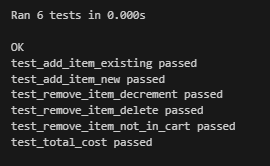 Ran 6 tests in 0.000s
OK
test_add_item_existing passed
test_add_item_new passed
test_remove_item_decrement passed
test_remove_item_delete passed
test_remove_item_not_in_cart passed
test_total_cost passed